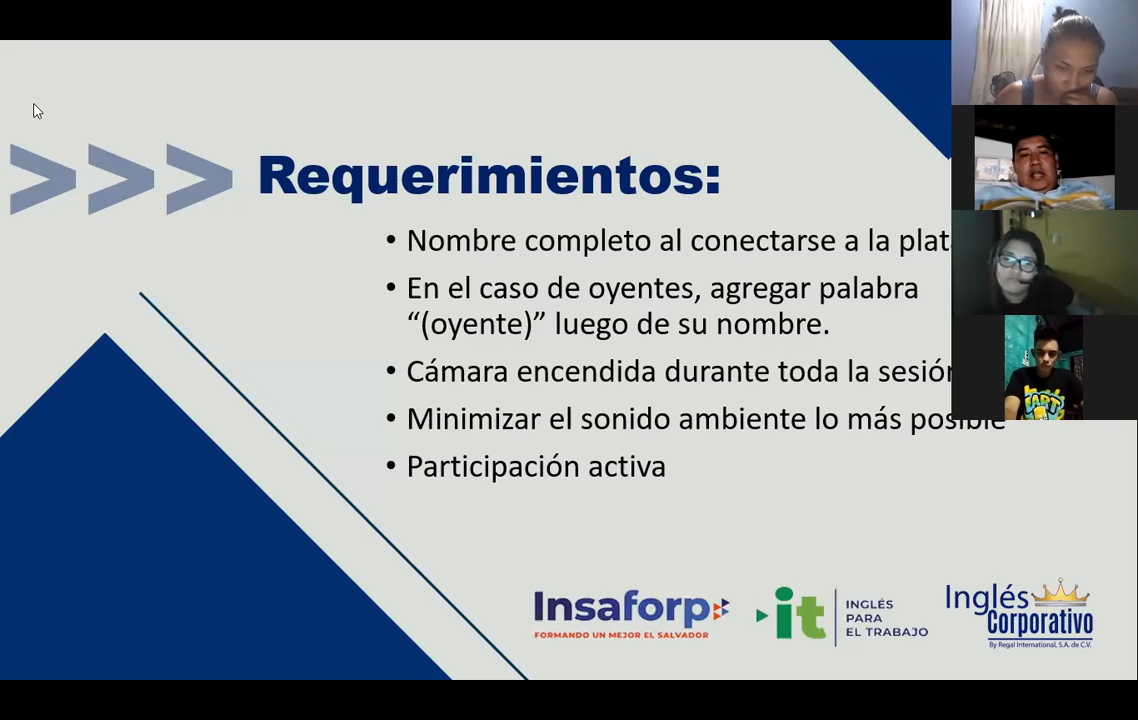 >>> Requerimientos:
• Nombre completo al conectarse a la
• En el caso de oyentes, agregar palabra
“(oyente)” luego de su nombre.
• Cámara encendida durante toda la sesión
• Minimizar el sonido ambiente lo más posible
• Participación activa
Insaforp
FORMANDO UN MEJOR EL SALVADOR
it
INGLÉS
PARA
EL TRABAJO
Inglés
Corporativo
By Regal International, S.A. de C.V.